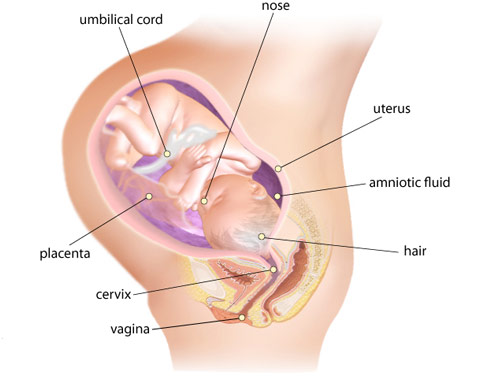 nose
umbilical cord
uterus
amniotic fluid
placenta
hair
cervix
vagina